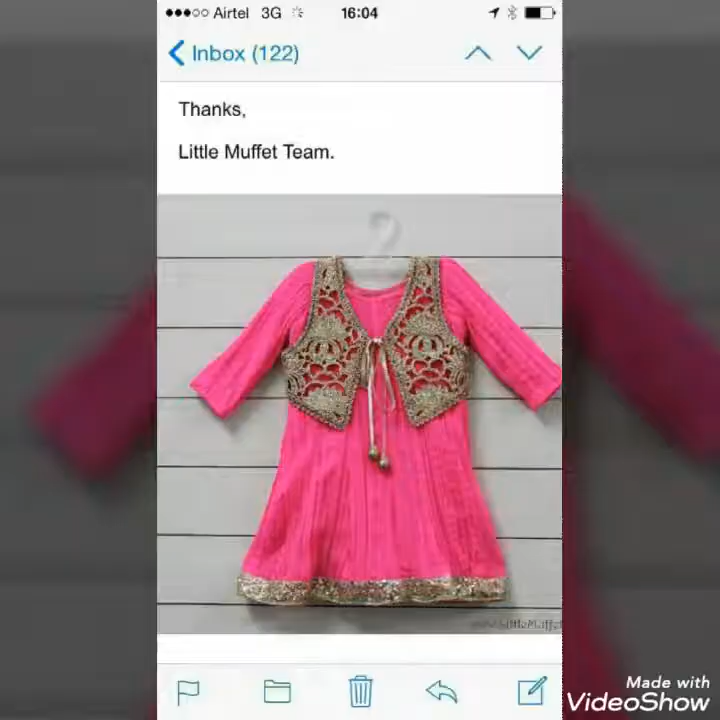 Airtel 3G 16:04
Inbox (122)
Thanks,
Little Muffet Team.
Made with
VideoShow